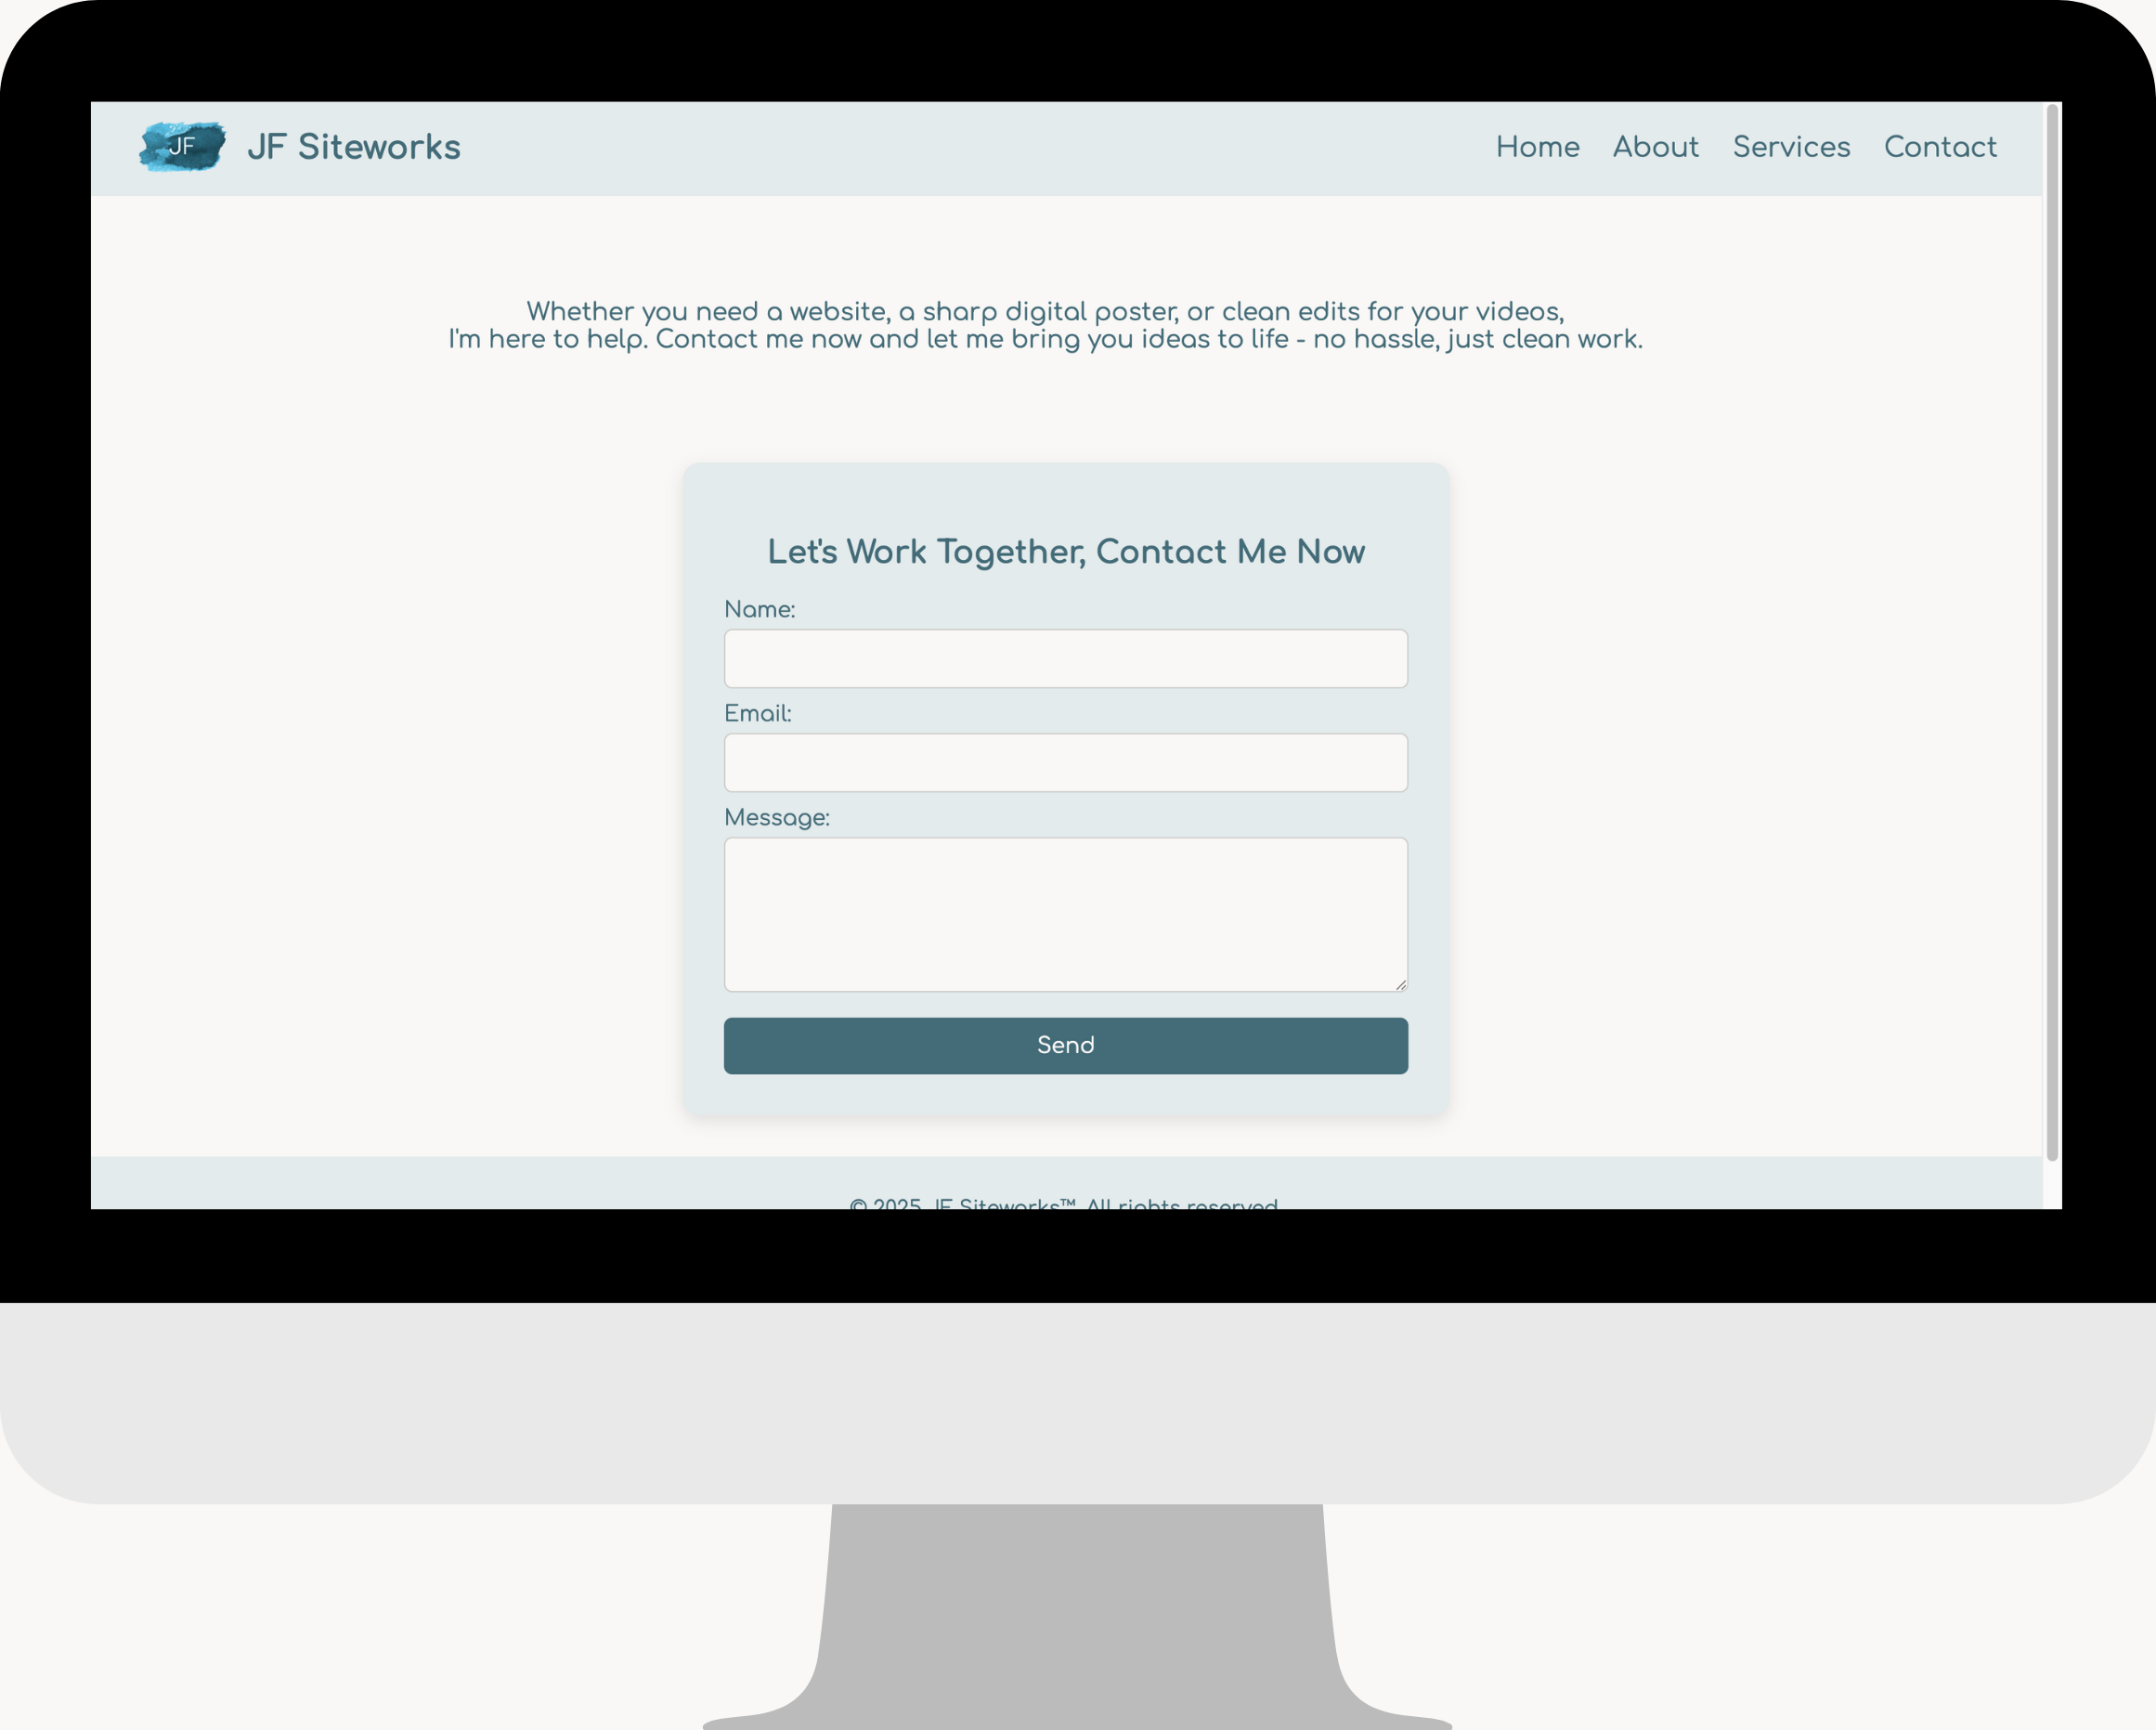 JF
JF Siteworks
Home About Services Contact
Whether you need a website, a sharp digital poster, or clean edits for your videos,
I'm here to help. Contact me now and let me bring you ideas to life - no hassle, just clean work.
Let's Work Together, Contact Me Now
Name:
Email:
Message:
Send
© 2025 JF Siteworks™. All rights reserved.